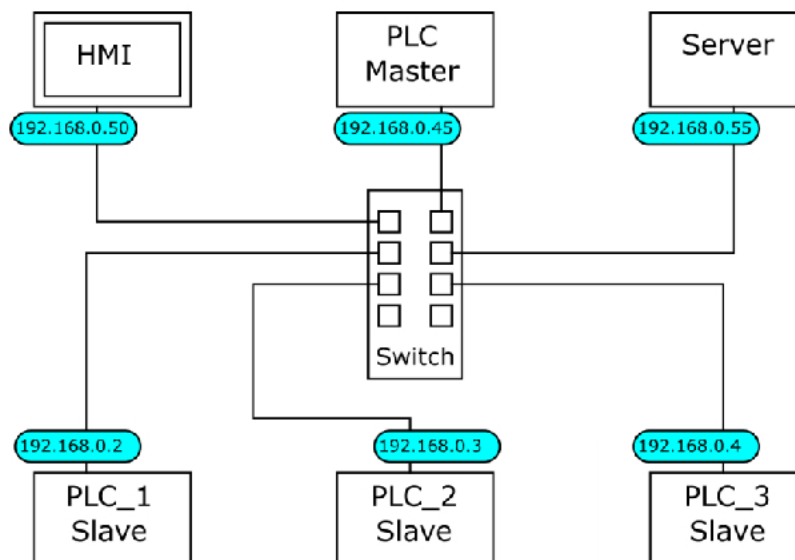 HMI
PLC
Master
Server
192.168.0.50
192.168.0.45
192.168.0.55
Switch
192.168.0.2
192.168.0.3
192.168.0.4
PLC_1
Slave
PLC_2
Slave
PLC_3
Slave